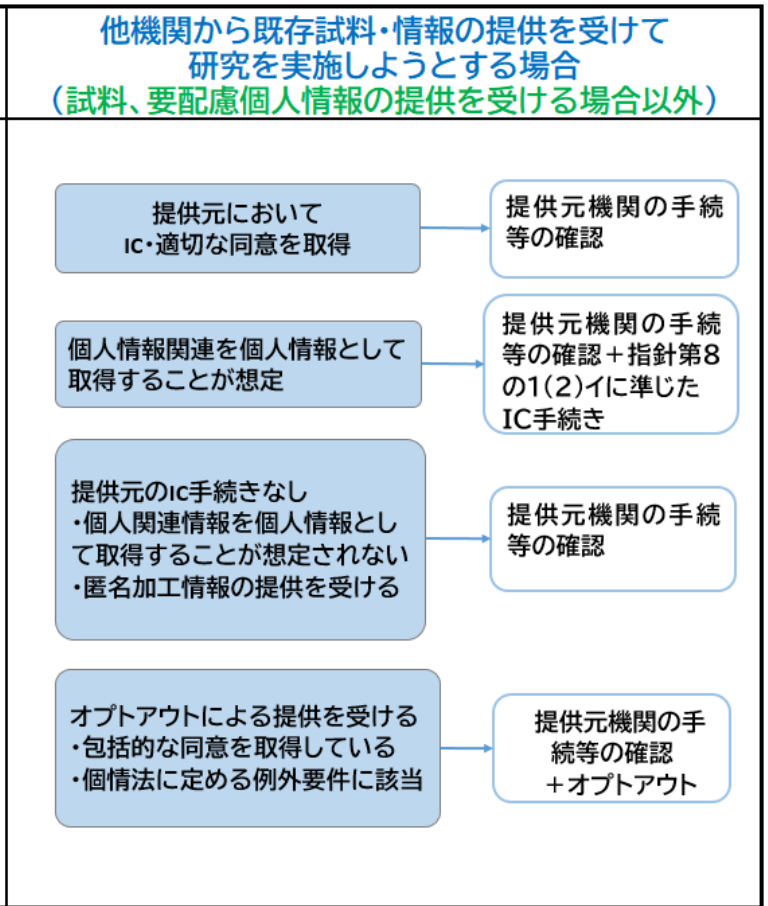 他機関から既存試料・情報の提供を受けて
研究を実施しようとする場合
（試料、要配慮個人情報の提供を受ける場合以外）
提供元において
IC・適切な同意を取得
提供元機関の手続
等の確認
個人情報関連を個人情報として
取得することが想定
提供元機関の手続
等の確認＋指針第8
の1(2)イに準じた
IC手続き
提供元のIC手続きなし
・個人関連情報を個人情報とし
て取得することが想定されない
・匿名加工情報の提供を受ける
提供元機関の手続
等の確認
オプトアウトによる提供を受ける
・包括的な同意を取得している
・個情法に定める例外要件に該当
提供元機関の手
続等の確認
＋オプトアウト